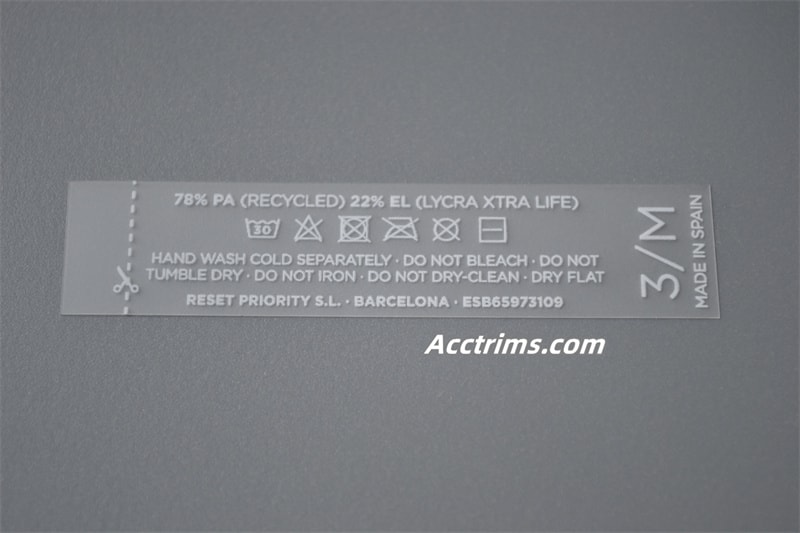 78% PA (RECYCLED) 22% EL (LYCRA XTRA LIFE)
30
HAND WASH COLD SEPARATELY · DO NOT BLEACH · DO NOT
TUMBLE DRY · DO NOT IRON · DO NOT DRY-CLEAN · DRY FLAT
RESET PRIORITY S.L. · BARCELONA · ESB65973109
3/M
MADE IN SPAIN
Acctrims.com